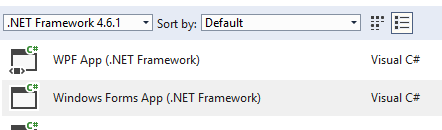 .NET Framework 4.6.1 Sort by: Default
C#
WPF App (.NET Framework) Visual C#
C#
Windows Forms App (.NET Framework) Visual C#
C#